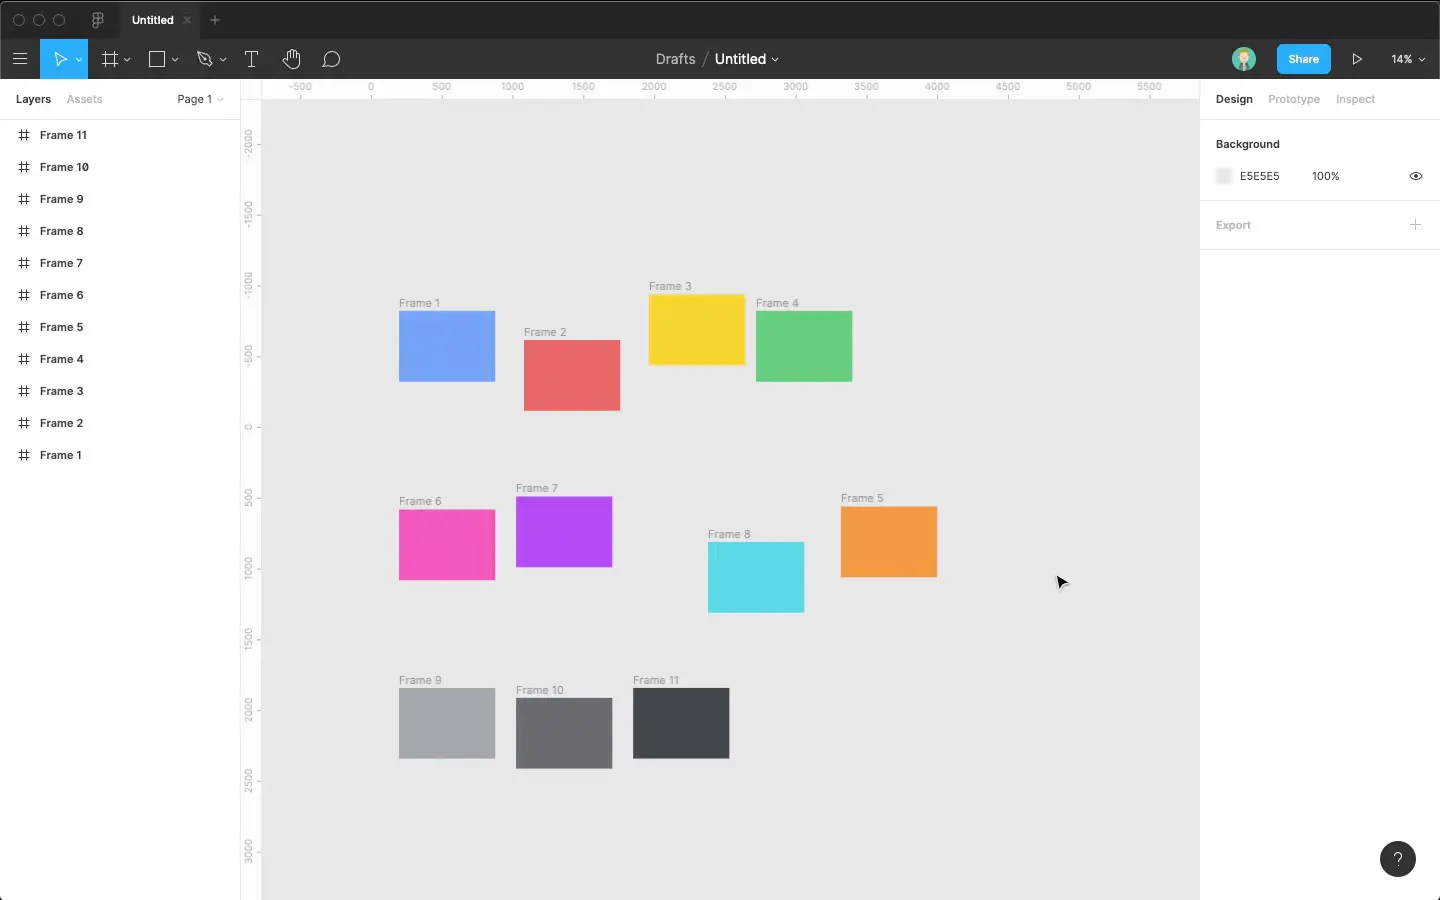 Untitled
T
Drafts / Untitled
Share
14%
Layers Assets Page 1
Frame 11
Frame 10
Frame 9
Frame 8
Frame 7
Frame 6
Frame 5
Frame 4
Frame 3
Frame 2
Frame 1
-500 0 500 1000 1500 2000 2500 3000 3500 4000 4500 5000 5500
-2000
-1500
-1000
-500
0
500
1000
1500
2000
2500
3000
Frame 1
Frame 2
Frame 3
Frame 4
Frame 6
Frame 7
Frame 8
Frame 5
Frame 9
Frame 10
Frame 11
Design Prototype Inspect
Background
E5E5E5 100%
Export
?